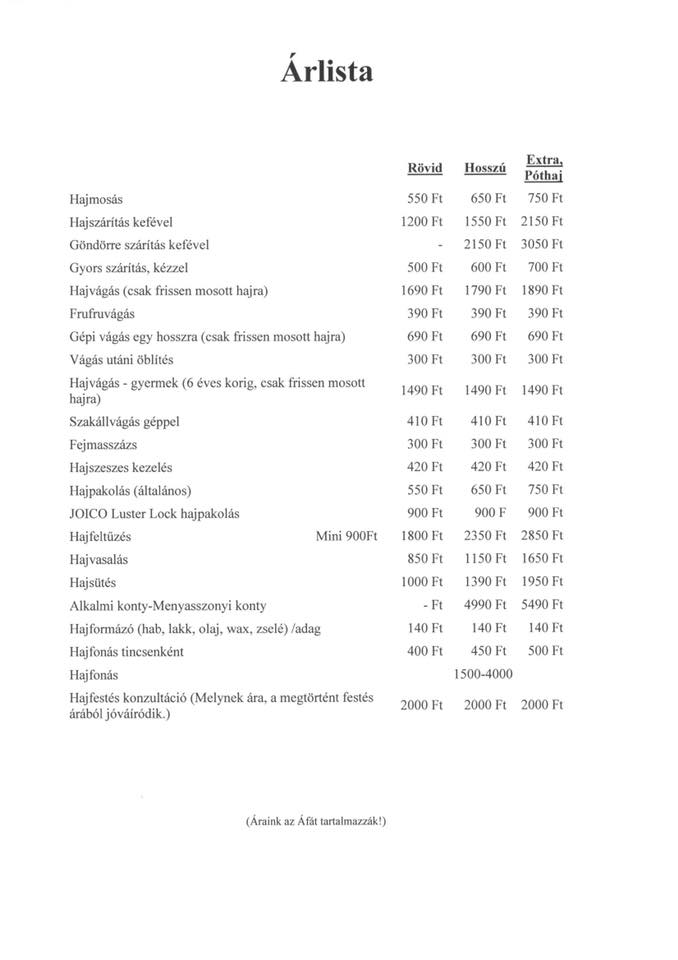 Árlista
Rövid Hosszú Extra,
Póthaj
Hajmosás 550 Ft 650 Ft 750 Ft
Hajszárítás kefével 1200 Ft 1550 Ft 2150 Ft
Göndörre szárítás kefével - 2150 Ft 3050 Ft
Gyors szárítás, kézzel 500 Ft 600 Ft 700 Ft
Hajvágás (csak frissen mosott hajra) 1690 Ft 1790 Ft 1890 Ft
Frufruvágás 390 Ft 390 Ft 390 Ft
Gépi vágás egy hosszra (csak frissen mosott hajra) 690 Ft 690 Ft 690 Ft
Vágás utáni öblítés 300 Ft 300 Ft 300 Ft
Hajvágás - gyermek (6 éves korig, csak frissen mosott
hajra) 1490 Ft 1490 Ft 1490 Ft
Szakállvágás géppel 410 Ft 410 Ft 410 Ft
Fejmasszázs 300 Ft 300 Ft 300 Ft
Hajszeszes kezelés 420 Ft 420 Ft 420 Ft
Hajpakolás (általános) 550 Ft 650 Ft 750 Ft
JOICO Luster Lock hajpakolás 900 Ft 900 F 900 Ft
Hajfeltűzés Mini 900Ft 1800 Ft 2350 Ft 2850 Ft
Hajvasalás 850 Ft 1150 Ft 1650 Ft
Hajsütés 1000 Ft 1390 Ft 1950 Ft
Alkalmi konty-Menyasszonyi konty - Ft 4990 Ft 5490 Ft
Hajformázó (hab, lakk, olaj, wax, zselé) /adag 140 Ft 140 Ft 140 Ft
Hajfonás tincsenként 400 Ft 450 Ft 500 Ft
Hajfonás 1500-4000
Hajfestés konzultáció (Melynek ára, a megtörtént festés
árából jóváíródik.) 2000 Ft 2000 Ft 2000 Ft
(Áraink az Áfát tartalmazzák!)